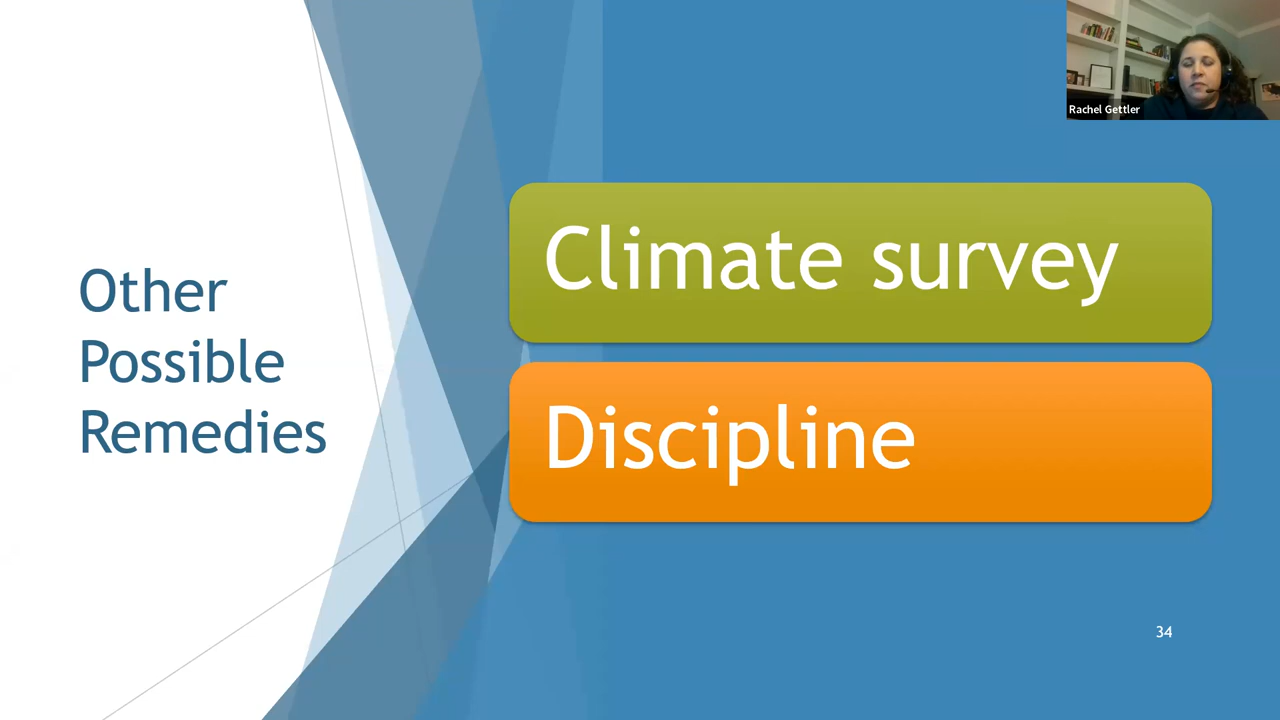 Rachel Gettler
Other
Possible
Remedies
Climate survey
Discipline
34